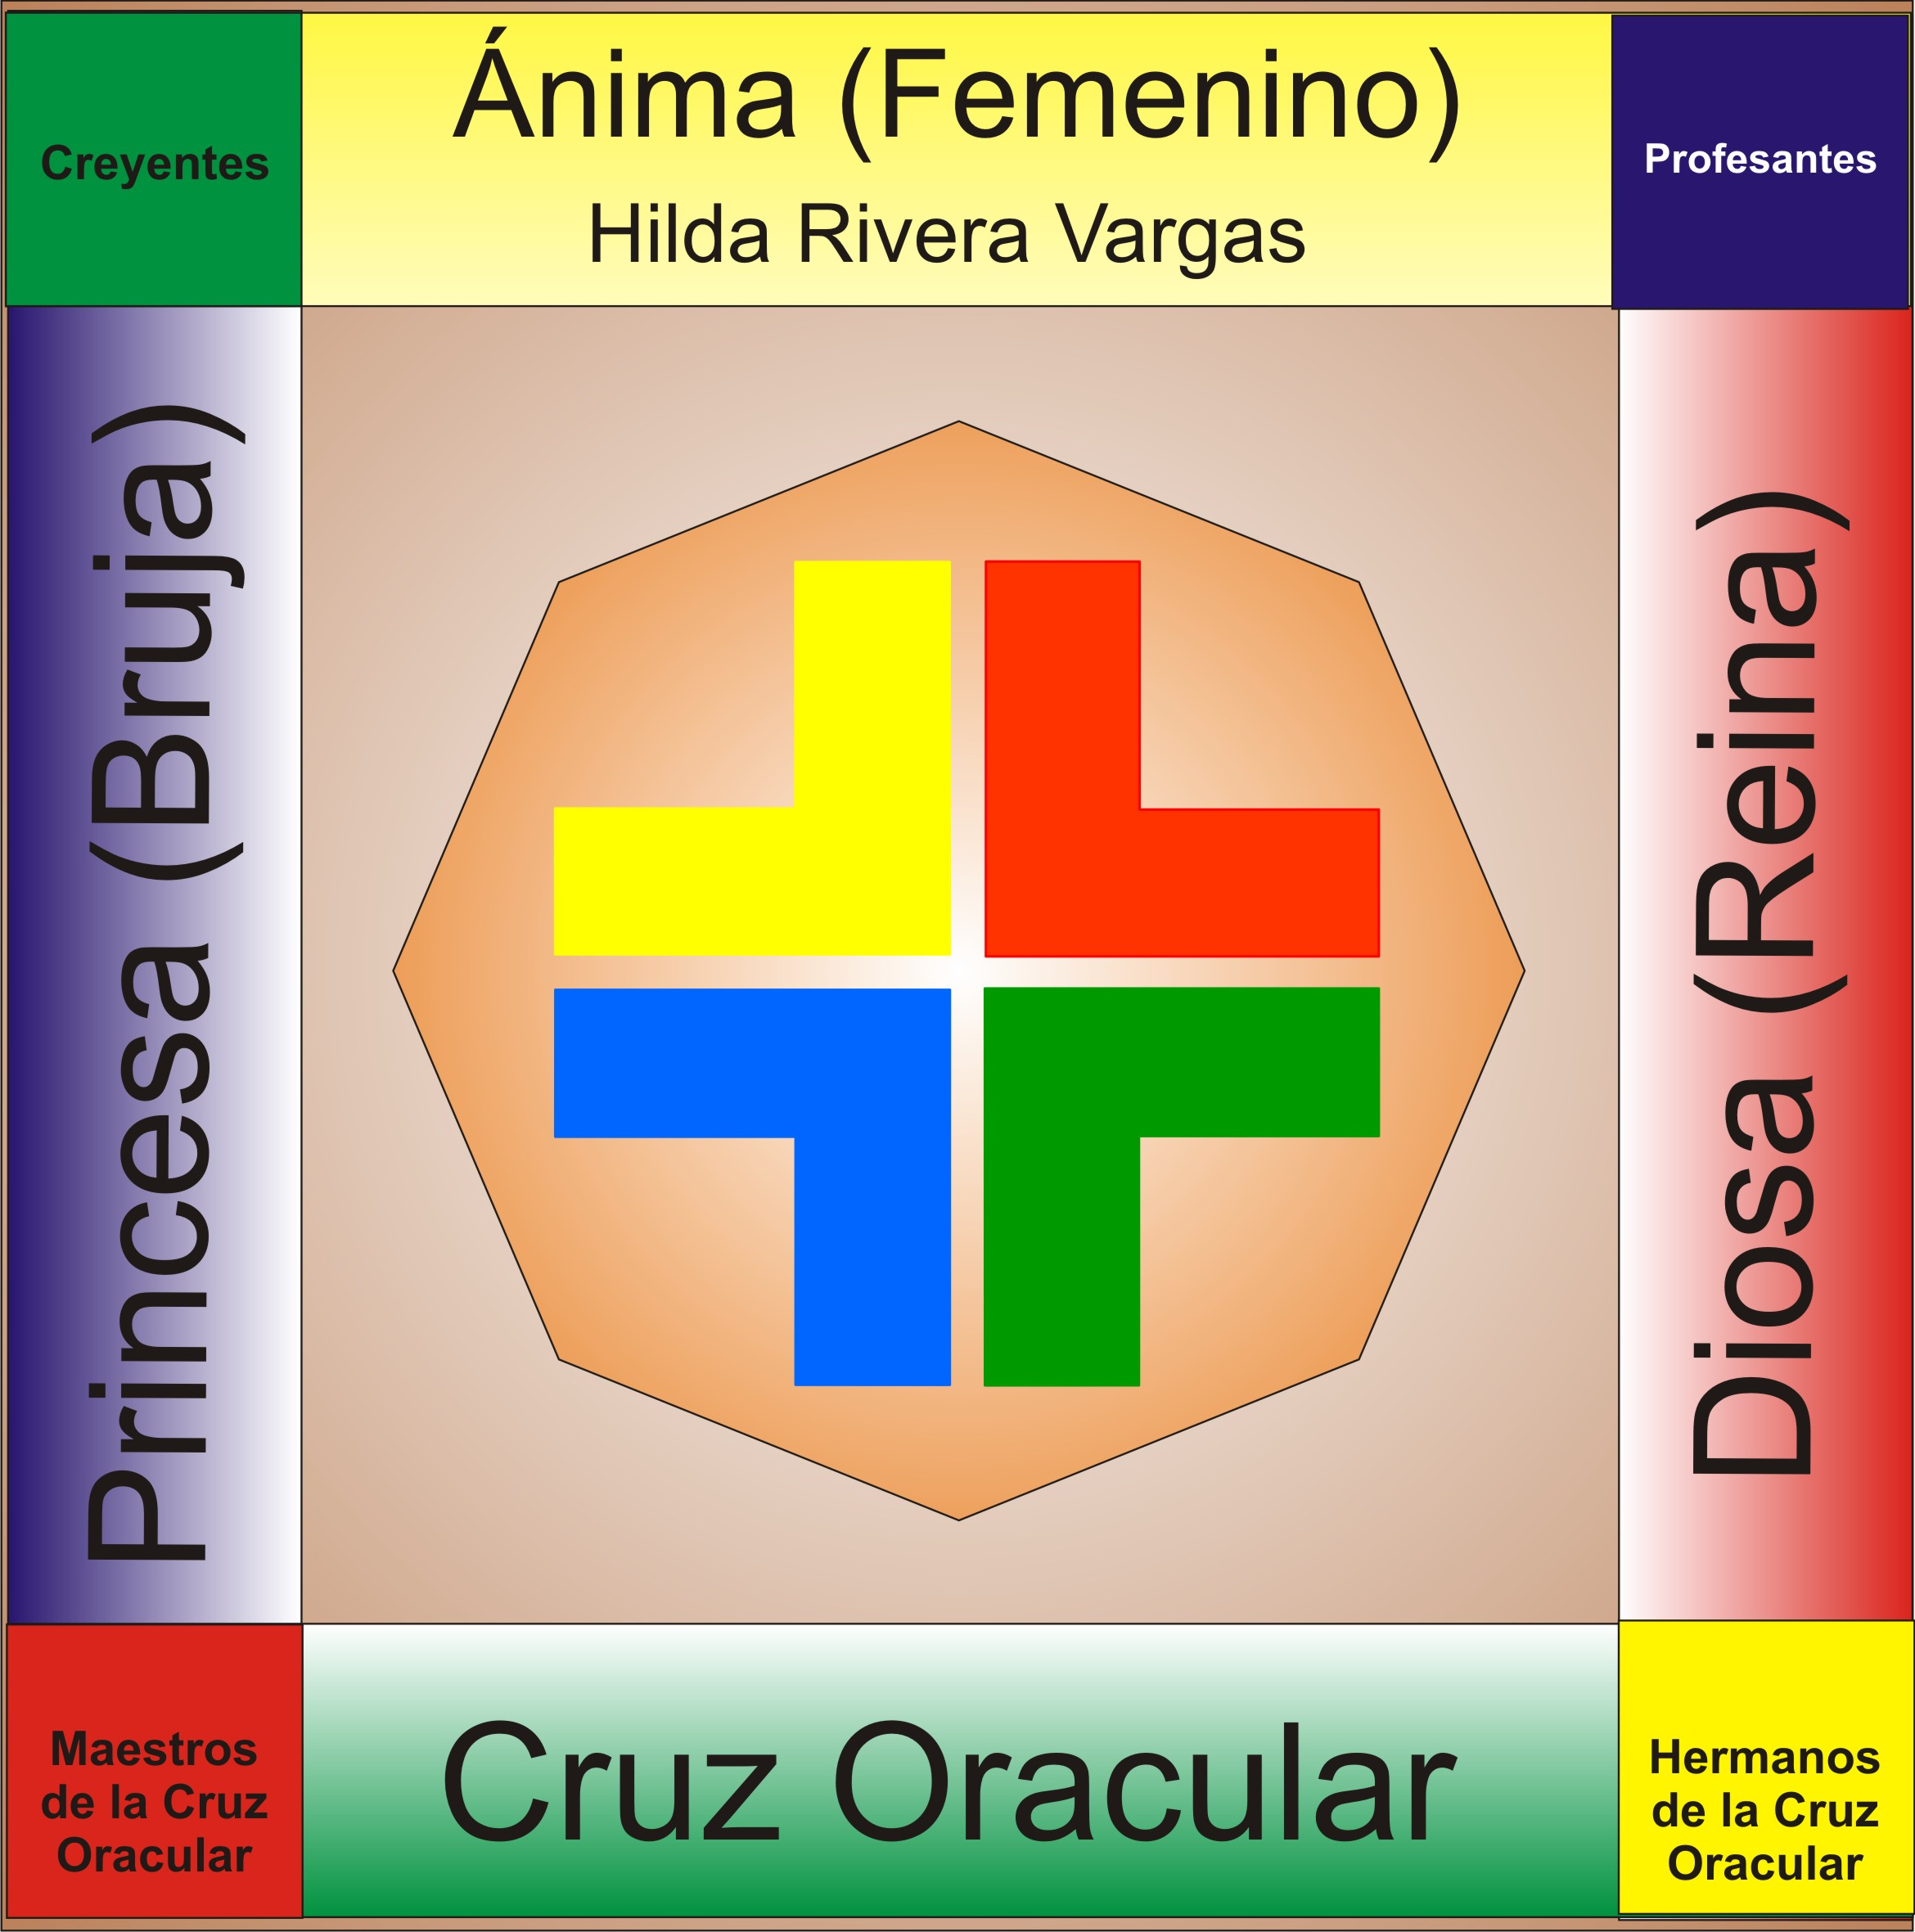 Creyentes
Ánima (Femenino)
Hilda Rivera Vargas
Profesantes
Princesa (Bruja)
Diosa (Reina)
Maestros
de la Cruz
Oracular
Cruz Oracular
Hermanos
de la Cruz
Oracular